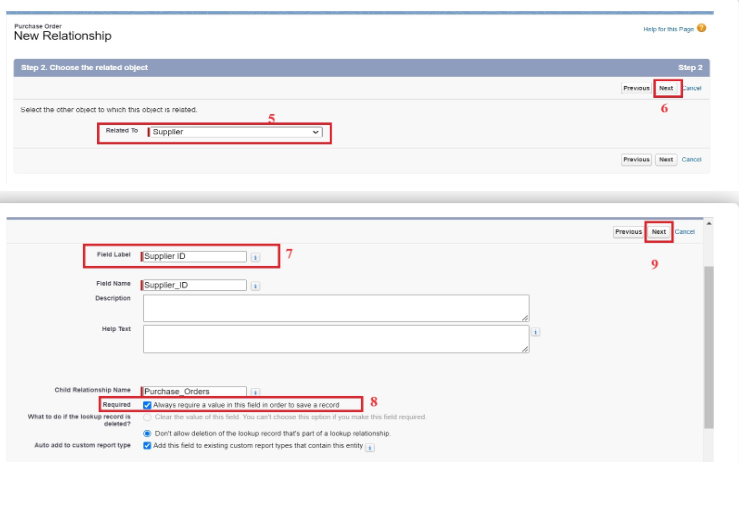 Purchase Order
New Relationship
Help for this Page
Step 2. Choose the related object
Step 2
Previous Next Cancel
6
Select the other object to which this object is related.
5
Related To Supplier
Previous Next Cancel
Previous Next Cancel
9
Field Label Supplier ID i 7
Field Name Supplier_ID i
Description
Help Text i
Child Relationship Name Purchase_Orders i
Required Always require a value in this field in order to save a record 8
What to do if the lookup record is deleted? Clear the value of this field. You can't choose this option if you make this field required.
Don't allow deletion of the lookup record that's part of a lookup relationship.
Auto add to custom report type Add this field to existing custom report types that contain this entity i